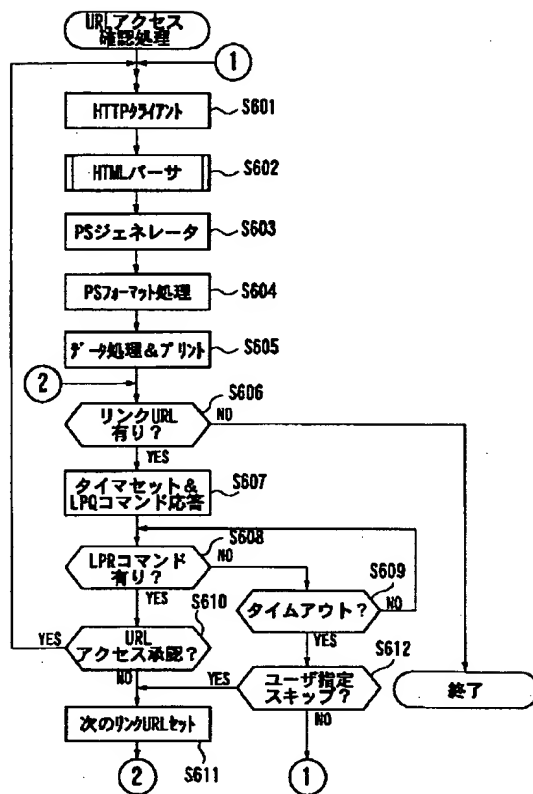 URLアクセス
確認処理
1
HTTPクライアント
S601
HTMLパーサ
S602
PSジェネレータ
S603
PSフォーマット処理
S604
データ処理&プリント
S605
2
S606
リンクURL
有り?
NO
YES
タイマセット&
LPQコマンド応答
S607
S608
LPRコマンド
有り?
NO
YES
S609
タイムアウト?
NO
YES
S610
URL
アクセス承認?
YES
NO
S612
ユーザ指定
スキップ?
YES
NO
終了
次のリンクURLセット
S611
2
1